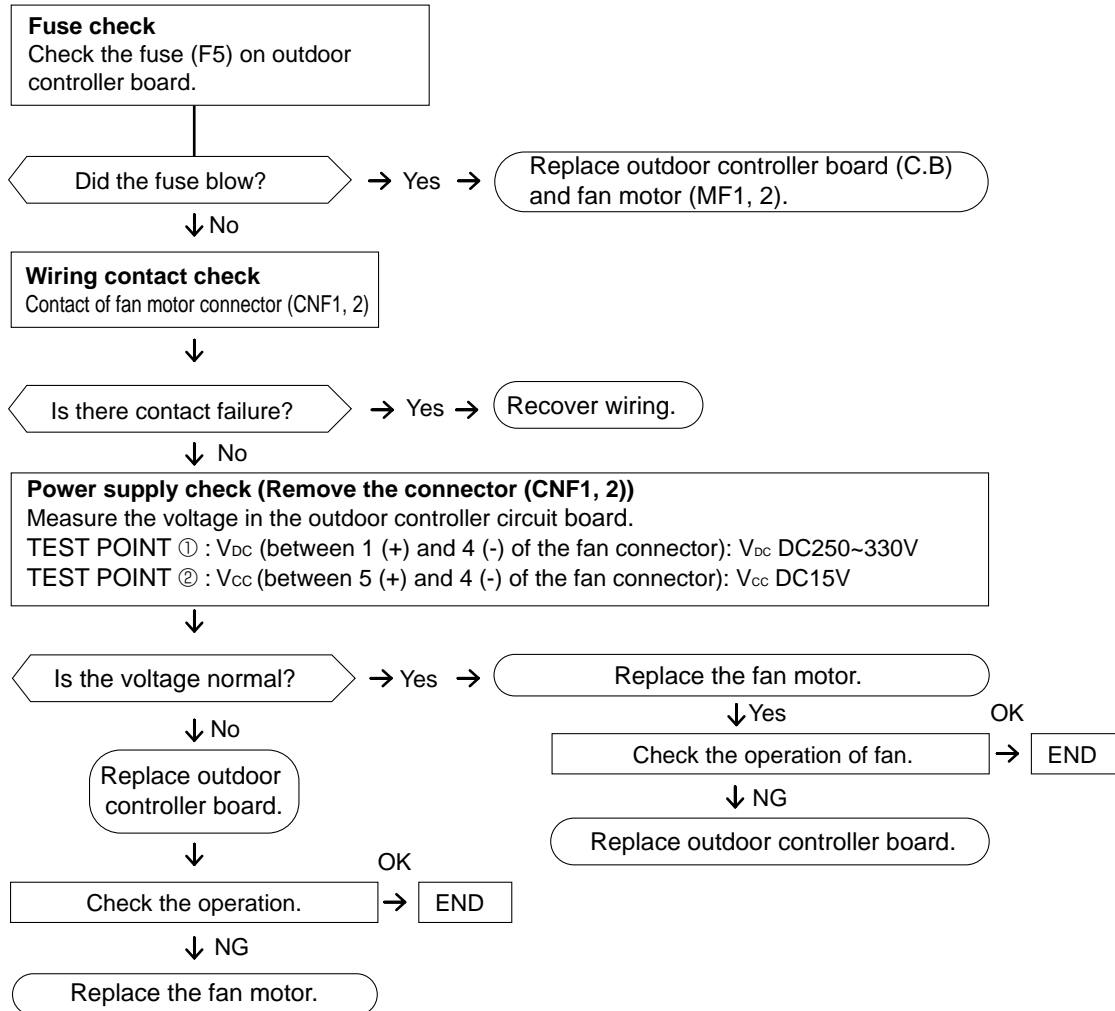 Fuse check
Check the fuse (F5) on outdoor
controller board.
Did the fuse blow?
Yes
Replace outdoor controller board (C.B)
and fan motor (MF1, 2).
No
Wiring contact check
Contact of fan motor connector (CNF1, 2)
Is there contact failure?
Yes
Recover wiring.
No
Power supply check (Remove the connector (CNF1, 2))
Measure the voltage in the outdoor controller circuit board.
TEST POINT ① : VDC (between 1 (+) and 4 (-) of the fan connector): VDC DC250~330V
TEST POINT ② : VCC (between 5 (+) and 4 (-) of the fan connector): Vcc DC15V
Is the voltage normal?
Yes
Replace the fan motor.
Yes
OK
Check the operation of fan.
END
NG
Replace outdoor controller board.
No
Replace outdoor
controller board.
OK
Check the operation.
END
NG
Replace the fan motor.